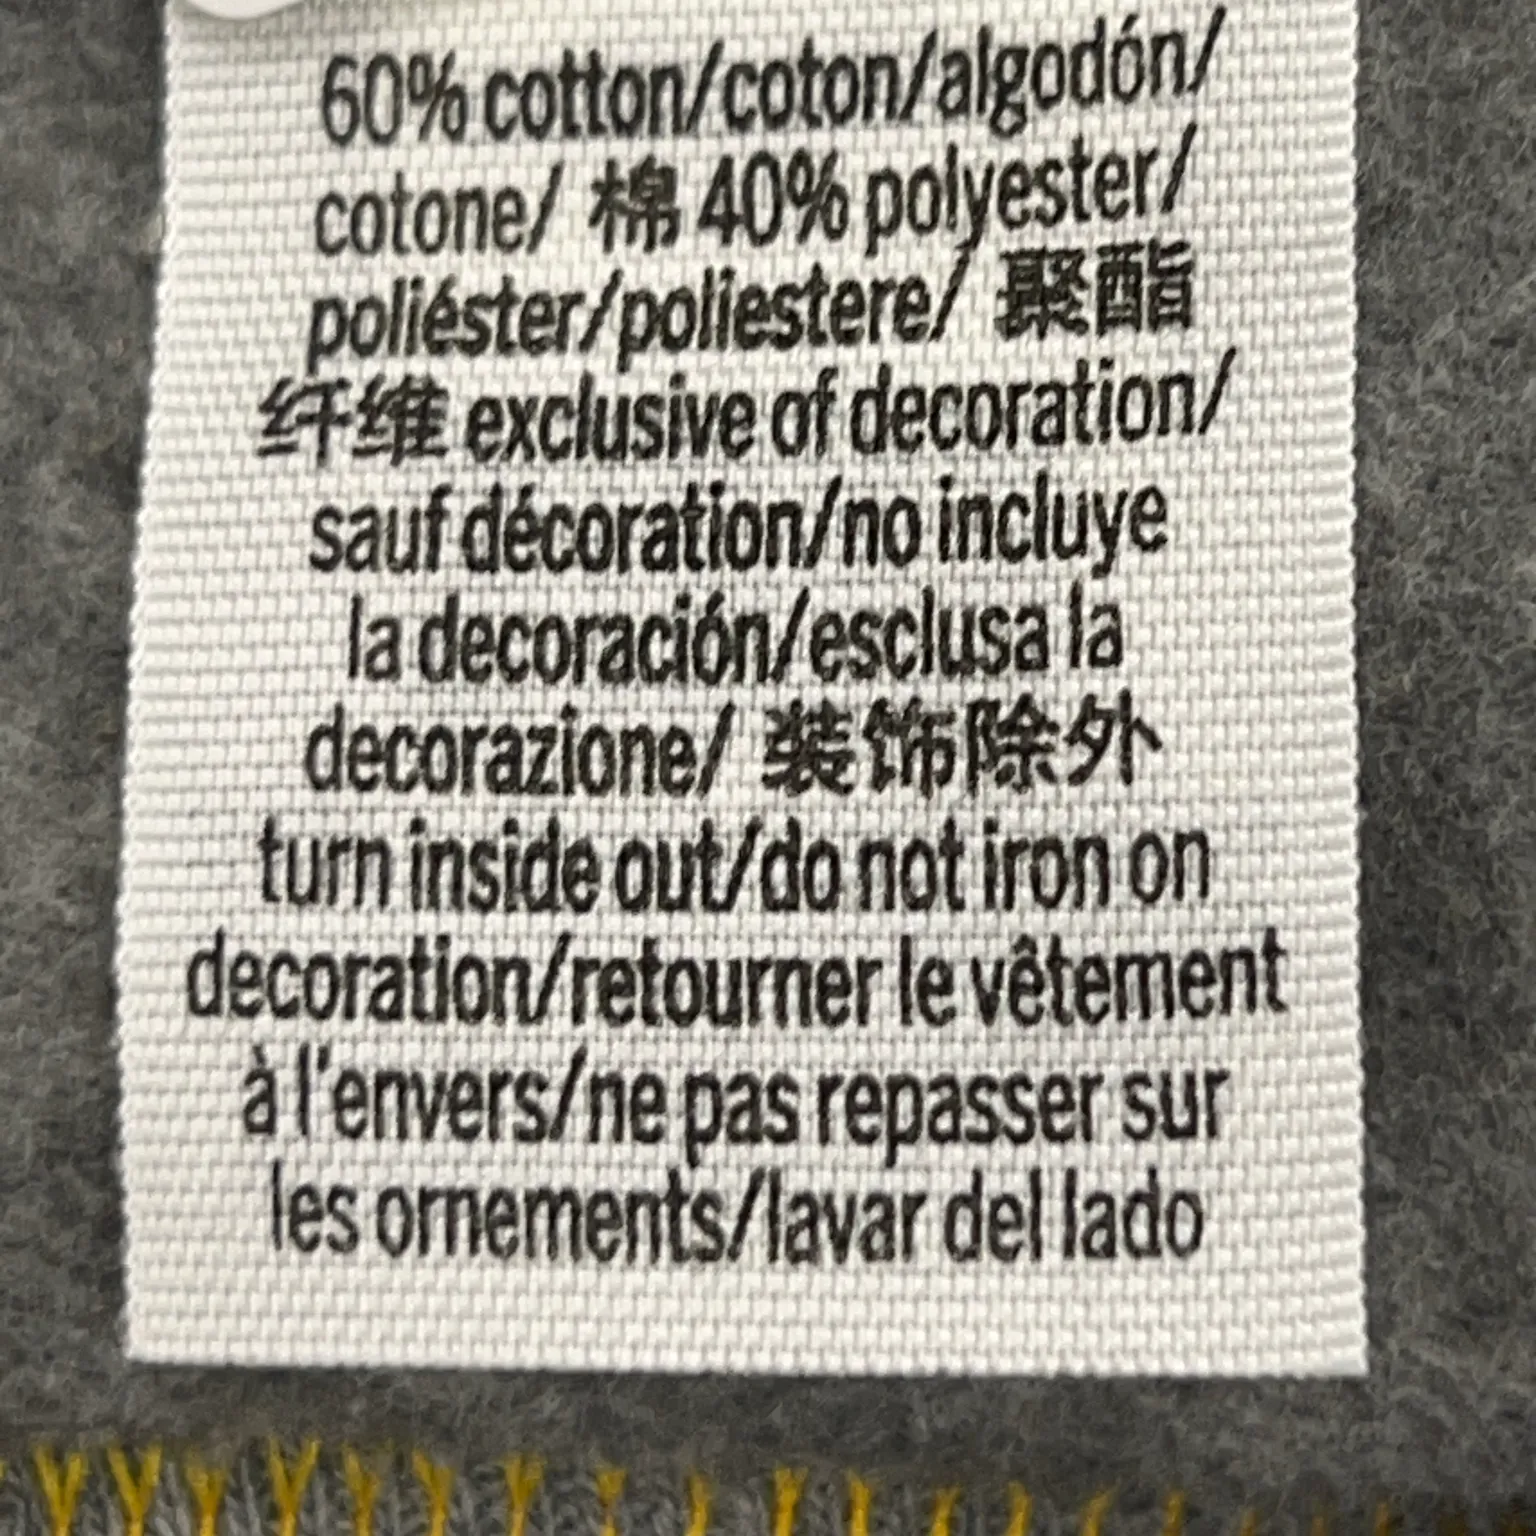 60% cotton/coton/algodón/
cotone/ 棉 40% polyester/
poliéster/poliestere/ 聚酯
纤维 exclusive of decoration/
sauf décoration/no incluye
la decoración/esclusa la
decorazione/ 装饰除外
turn inside out/do not iron on
decoration/retourner le vêtement
à l'envers/ne pas repasser sur
les ornements/lavar del lado